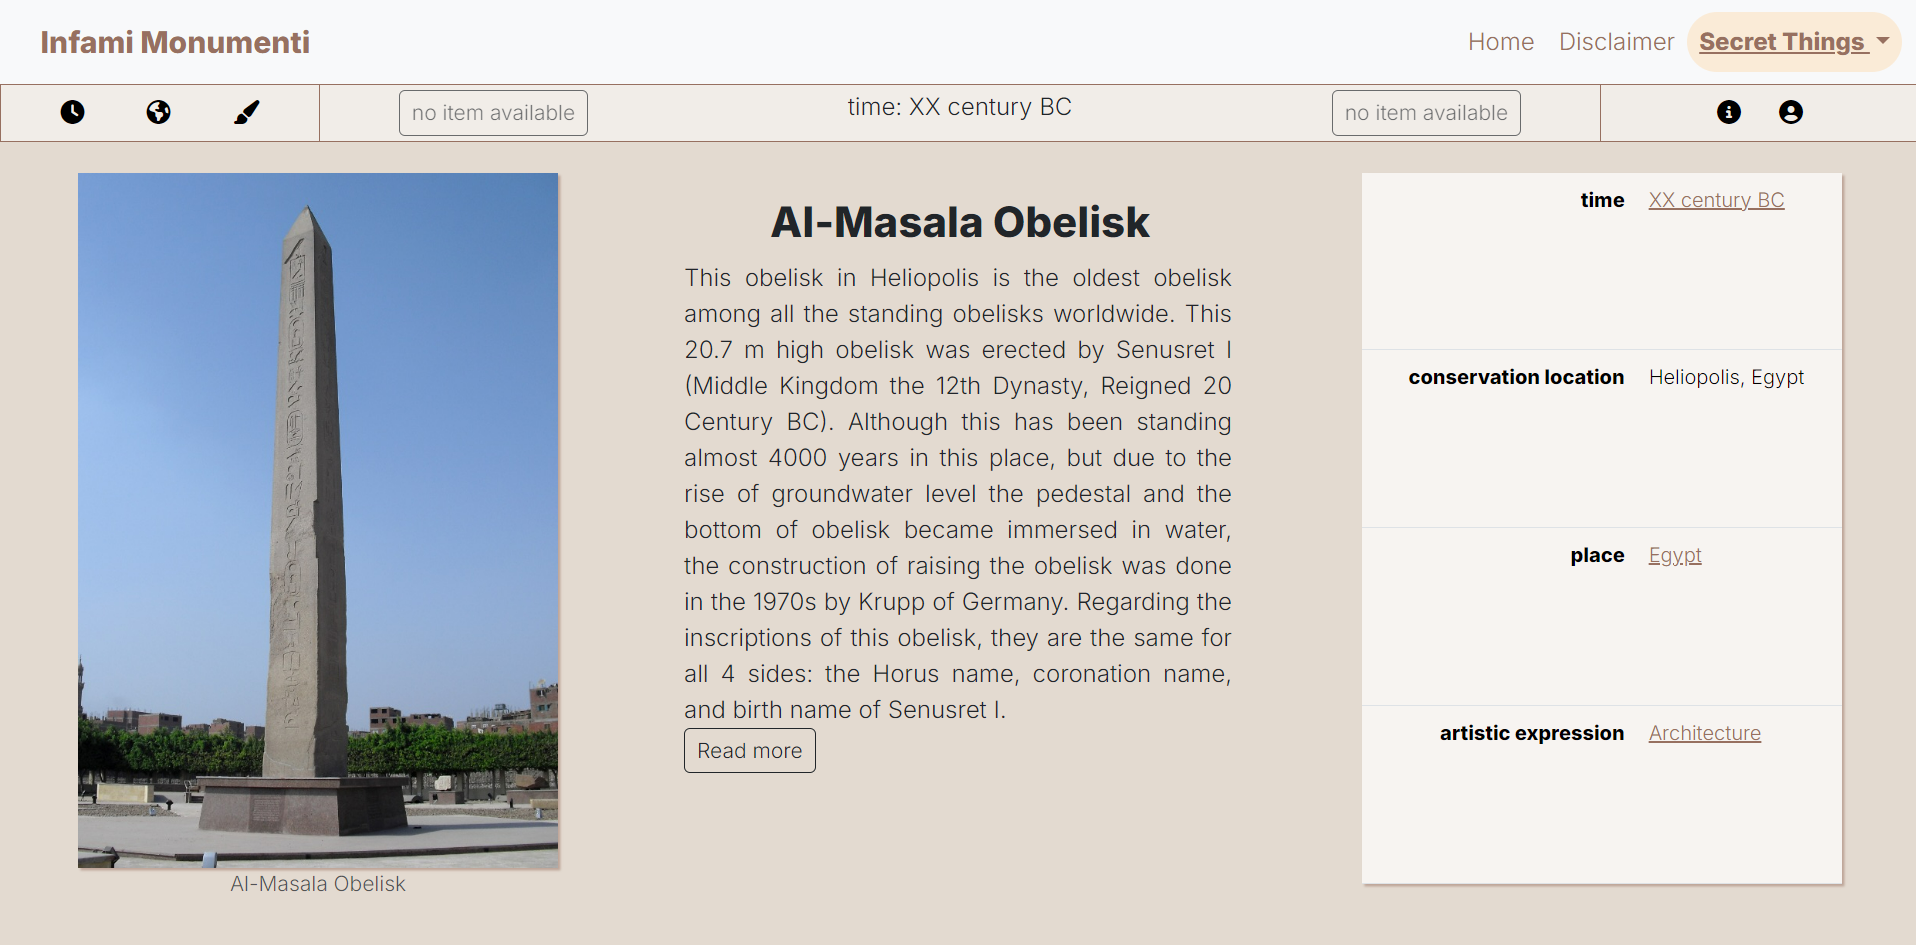 Infami Monumenti
Home Disclaimer Secret Things
no item available
time: XX century BC
no item available
Al-Masala Obelisk
This obelisk in Heliopolis is the oldest obelisk
among all the standing obelisks worldwide. This
20.7 m high obelisk was erected by Senusret I
(Middle Kingdom the 12th Dynasty, Reigned 20
Century BC). Although this has been standing
almost 4000 years in this place, but due to the
rise of groundwater level the pedestal and the
bottom of obelisk became immersed in water,
the construction of raising the obelisk was done
in the 1970s by Krupp of Germany. Regarding the
inscriptions of this obelisk, they are the same for
all 4 sides: the Horus name, coronation name,
and birth name of Senusret I.
Read more
Al-Masala Obelisk
time XX century BC
conservation location Heliopolis, Egypt
place Egypt
artistic expression Architecture